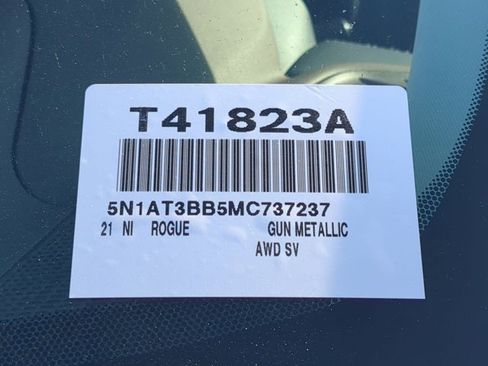 T41823A
5N1AT3BB5MC737237
21 NI ROGUE GUN METALLIC
AWD SV